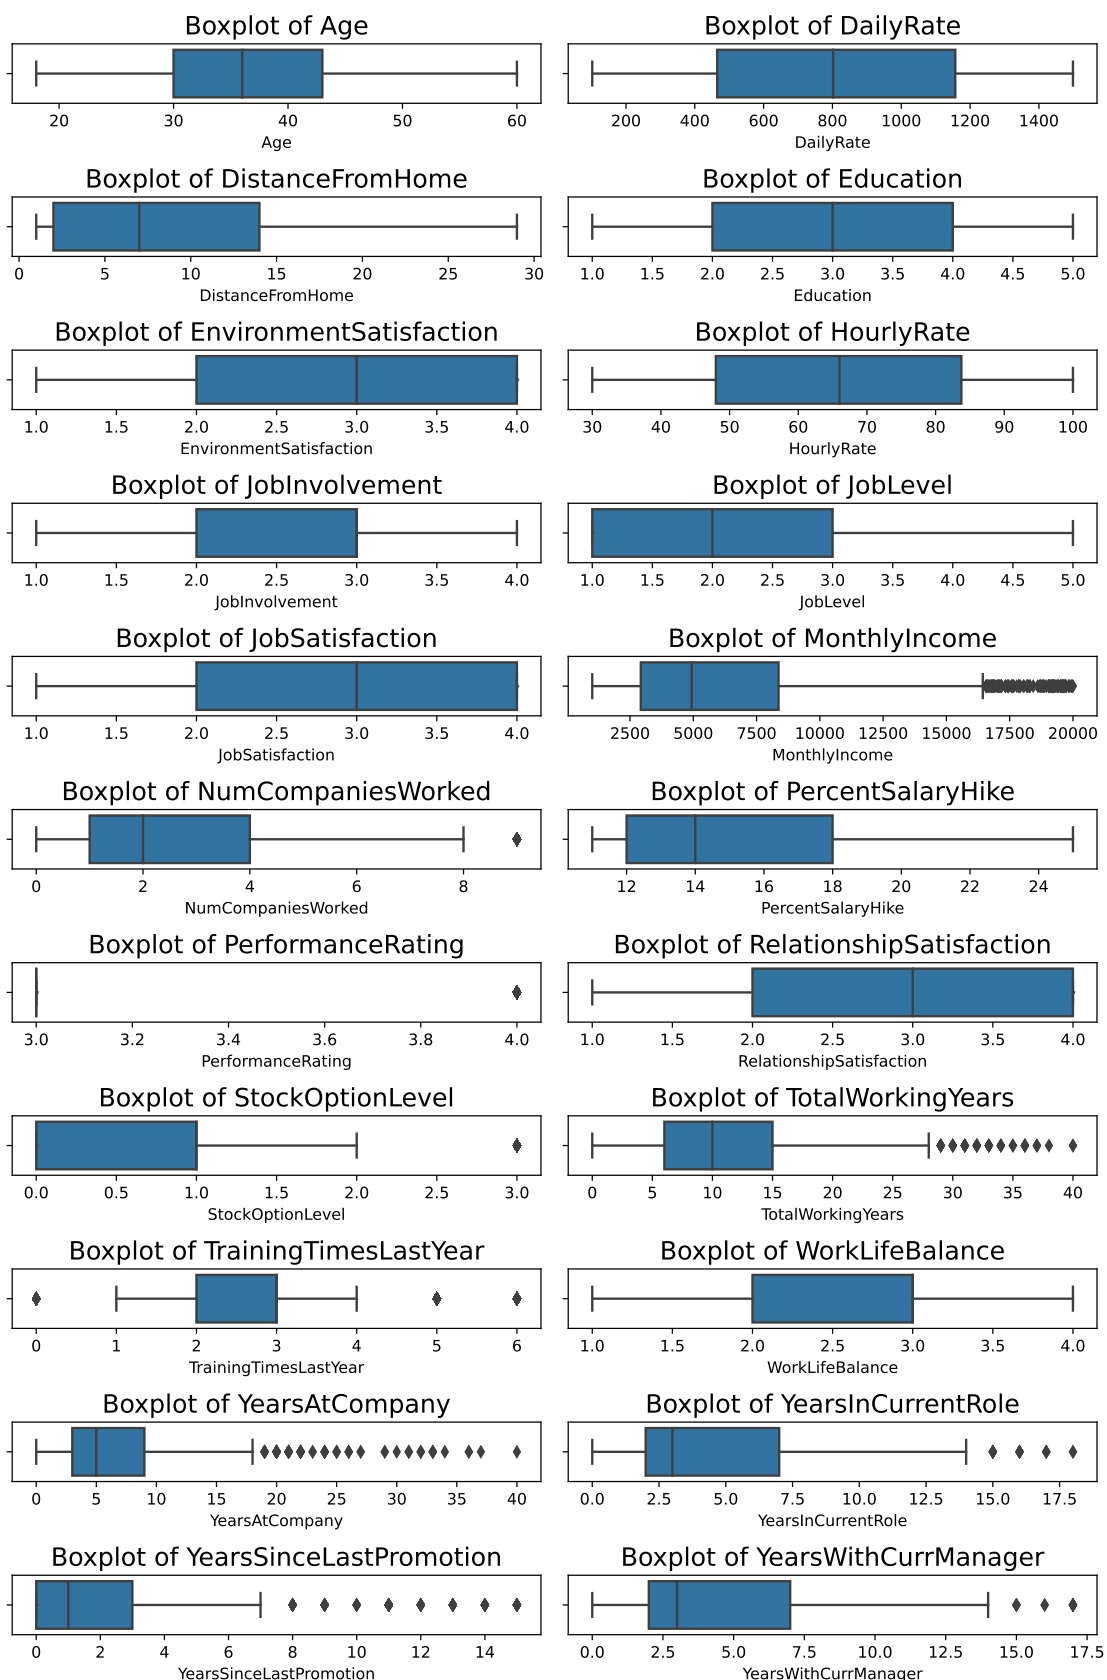 Boxplot of Age
20 30 40 50 60
Age
Boxplot of DailyRate
200 400 600 800 1000 1200 1400
DailyRate
Boxplot of DistanceFromHome
0 5 10 15 20 25 30
DistanceFromHome
Boxplot of Education
1.0 1.5 2.0 2.5 3.0 3.5 4.0 4.5 5.0
Education
Boxplot of EnvironmentSatisfaction
1.0 1.5 2.0 2.5 3.0 3.5 4.0
EnvironmentSatisfaction
Boxplot of HourlyRate
30 40 50 60 70 80 90 100
HourlyRate
Boxplot of JobInvolvement
1.0 1.5 2.0 2.5 3.0 3.5 4.0
JobInvolvement
Boxplot of JobLevel
1.0 1.5 2.0 2.5 3.0 3.5 4.0 4.5 5.0
JobLevel
Boxplot of JobSatisfaction
1.0 1.5 2.0 2.5 3.0 3.5 4.0
JobSatisfaction
Boxplot of MonthlyIncome
2500 5000 7500 10000 12500 15000 17500 20000
MonthlyIncome
Boxplot of NumCompaniesWorked
0 2 4 6 8
NumCompaniesWorked
Boxplot of PercentSalaryHike
12 14 16 18 20 22 24
PercentSalaryHike
Boxplot of PerformanceRating
3.0 3.2 3.4 3.6 3.8 4.0
PerformanceRating
Boxplot of RelationshipSatisfaction
1.0 1.5 2.0 2.5 3.0 3.5 4.0
RelationshipSatisfaction
Boxplot of StockOptionLevel
0.0 0.5 1.0 1.5 2.0 2.5 3.0
StockOptionLevel
Boxplot of TotalWorkingYears
0 5 10 15 20 25 30 35 40
TotalWorkingYears
Boxplot of TrainingTimesLastYear
0 1 2 3 4 5 6
TrainingTimesLastYear
Boxplot of WorkLifeBalance
1.0 1.5 2.0 2.5 3.0 3.5 4.0
WorkLifeBalance
Boxplot of YearsAtCompany
0 5 10 15 20 25 30 35 40
YearsAtCompany
Boxplot of YearsInCurrentRole
0.0 2.5 5.0 7.5 10.0 12.5 15.0 17.5
YearsInCurrentRole
Boxplot of YearsSinceLastPromotion
0 2 4 6 8 10 12 14
YearsSinceLastPromotion
Boxplot of YearsWithCurrManager
0.0 2.5 5.0 7.5 10.0 12.5 15.0 17.5
YearsWithCurrManager